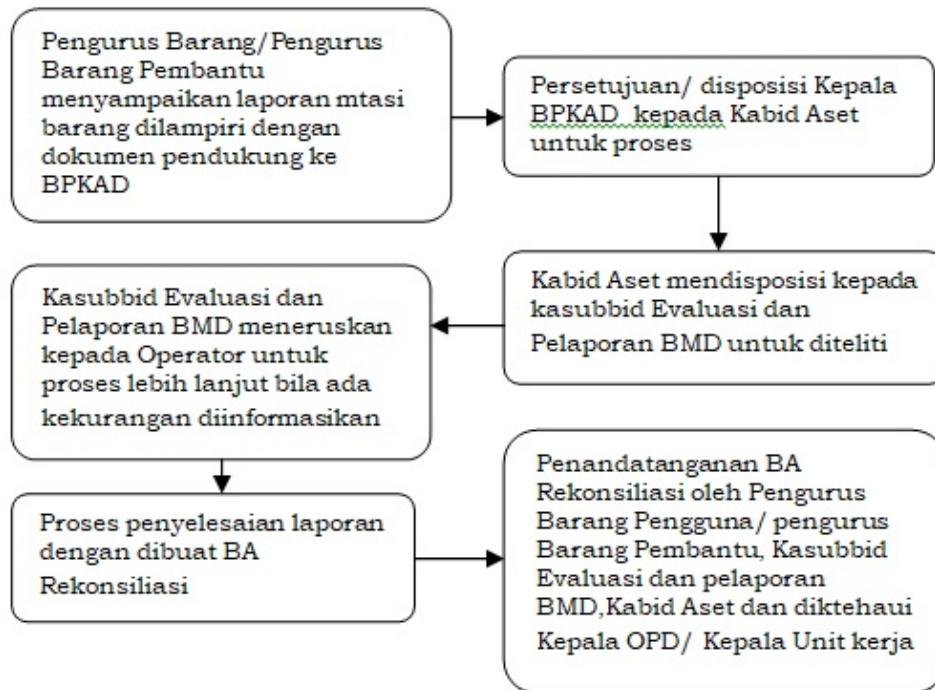 Pengurus Barang/Pengurus
Barang Pembantu
menyampaikan laporan mtasi
barang dilampiri dengan
dokumen pendukung ke
BPKAD
Persetujuan/ disposisi Kepala
BPKAD kepada Kabid Aset
untuk proses
Kabid Aset mendisposisi kepada
kasubbid Evaluasi dan
Pelaporan BMD untuk diteliti
Kasubbid Evaluasi dan
Pelaporan BMD meneruskan
kepada Operator untuk
proses lebih lanjut bila ada
kekurangan diinformasikan
Proses penyelesaian laporan
dengan dibuat BA
Rekonsiliasi
Penandatanganan BA
Rekonsiliasi oleh Pengurus
Barang Pengguna/ pengurus
Barang Pembantu, Kasubbid
Evaluasi dan pelaporan
BMD,Kabid Aset dan diktehaui
Kepala OPD/ Kepala Unit kerja